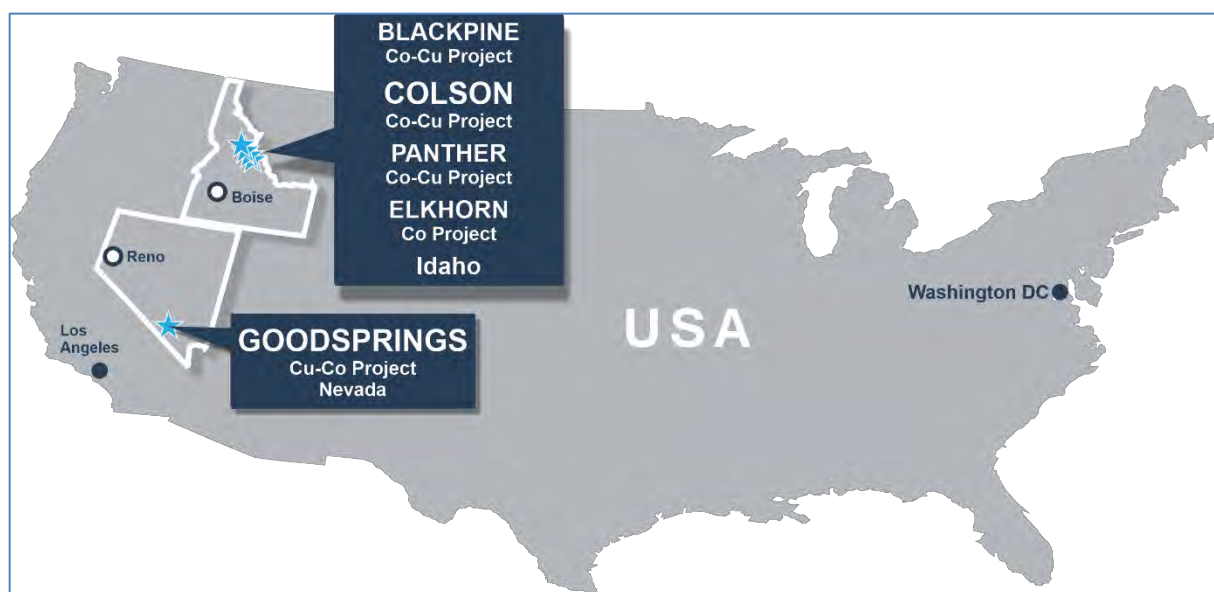 BLACKPINE
Co-Cu Project
COLSON
Co-Cu Project
PANTHER
Co-Cu Project
ELKHORN
Co Project
Idaho
Boise
Reno
Los
Angeles
GOODSPRINGS
Cu-Co Project
Nevada
USA
Washington DC